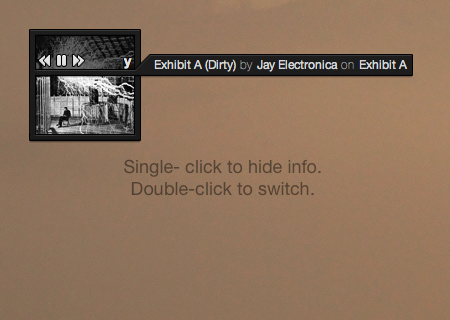 y
Exhibit A (Dirty) by Jay Electronica on Exhibit A
Single- click to hide info.
Double-click to switch.